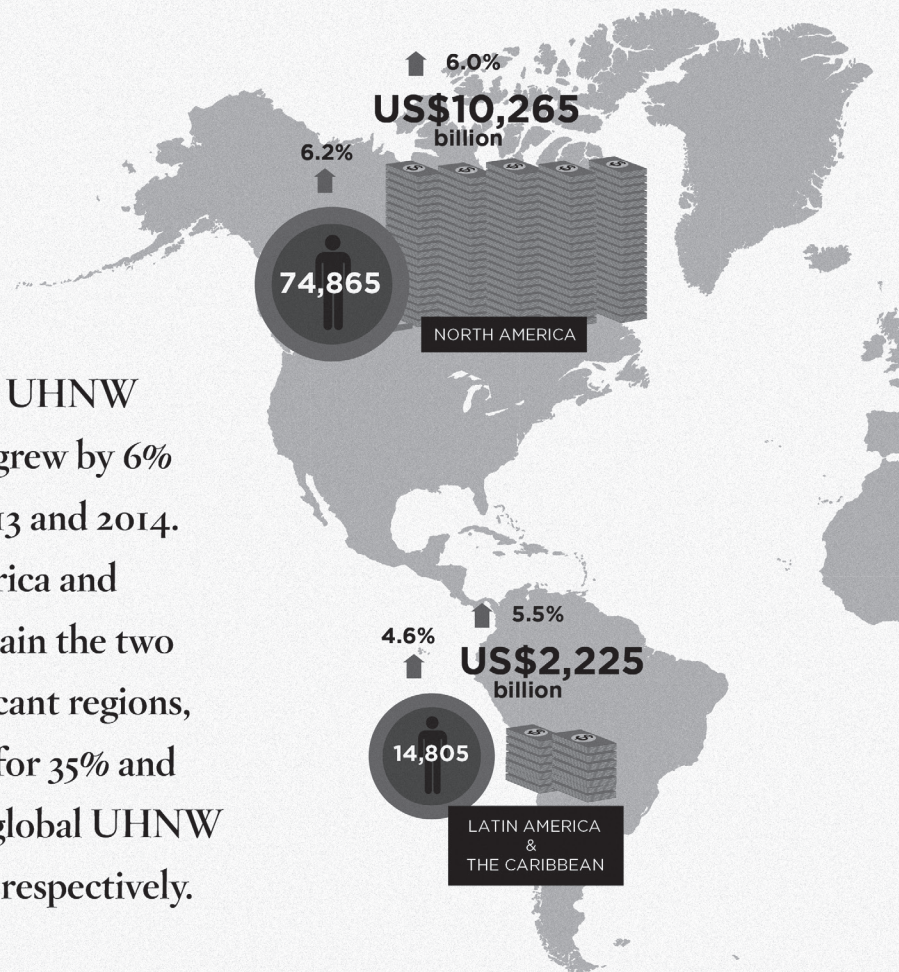 6.0%
US$10,265
billion
6.2%
74,865
NORTH AMERICA
UHNW
grew by 6%
13 and 2014.
rica and
ain the two
cant regions,
for 35% and
global UHNW
respectively.
5.5%
4.6%
US$2,225
billion
14,805
LATIN AMERICA
&
THE CARIBBEAN